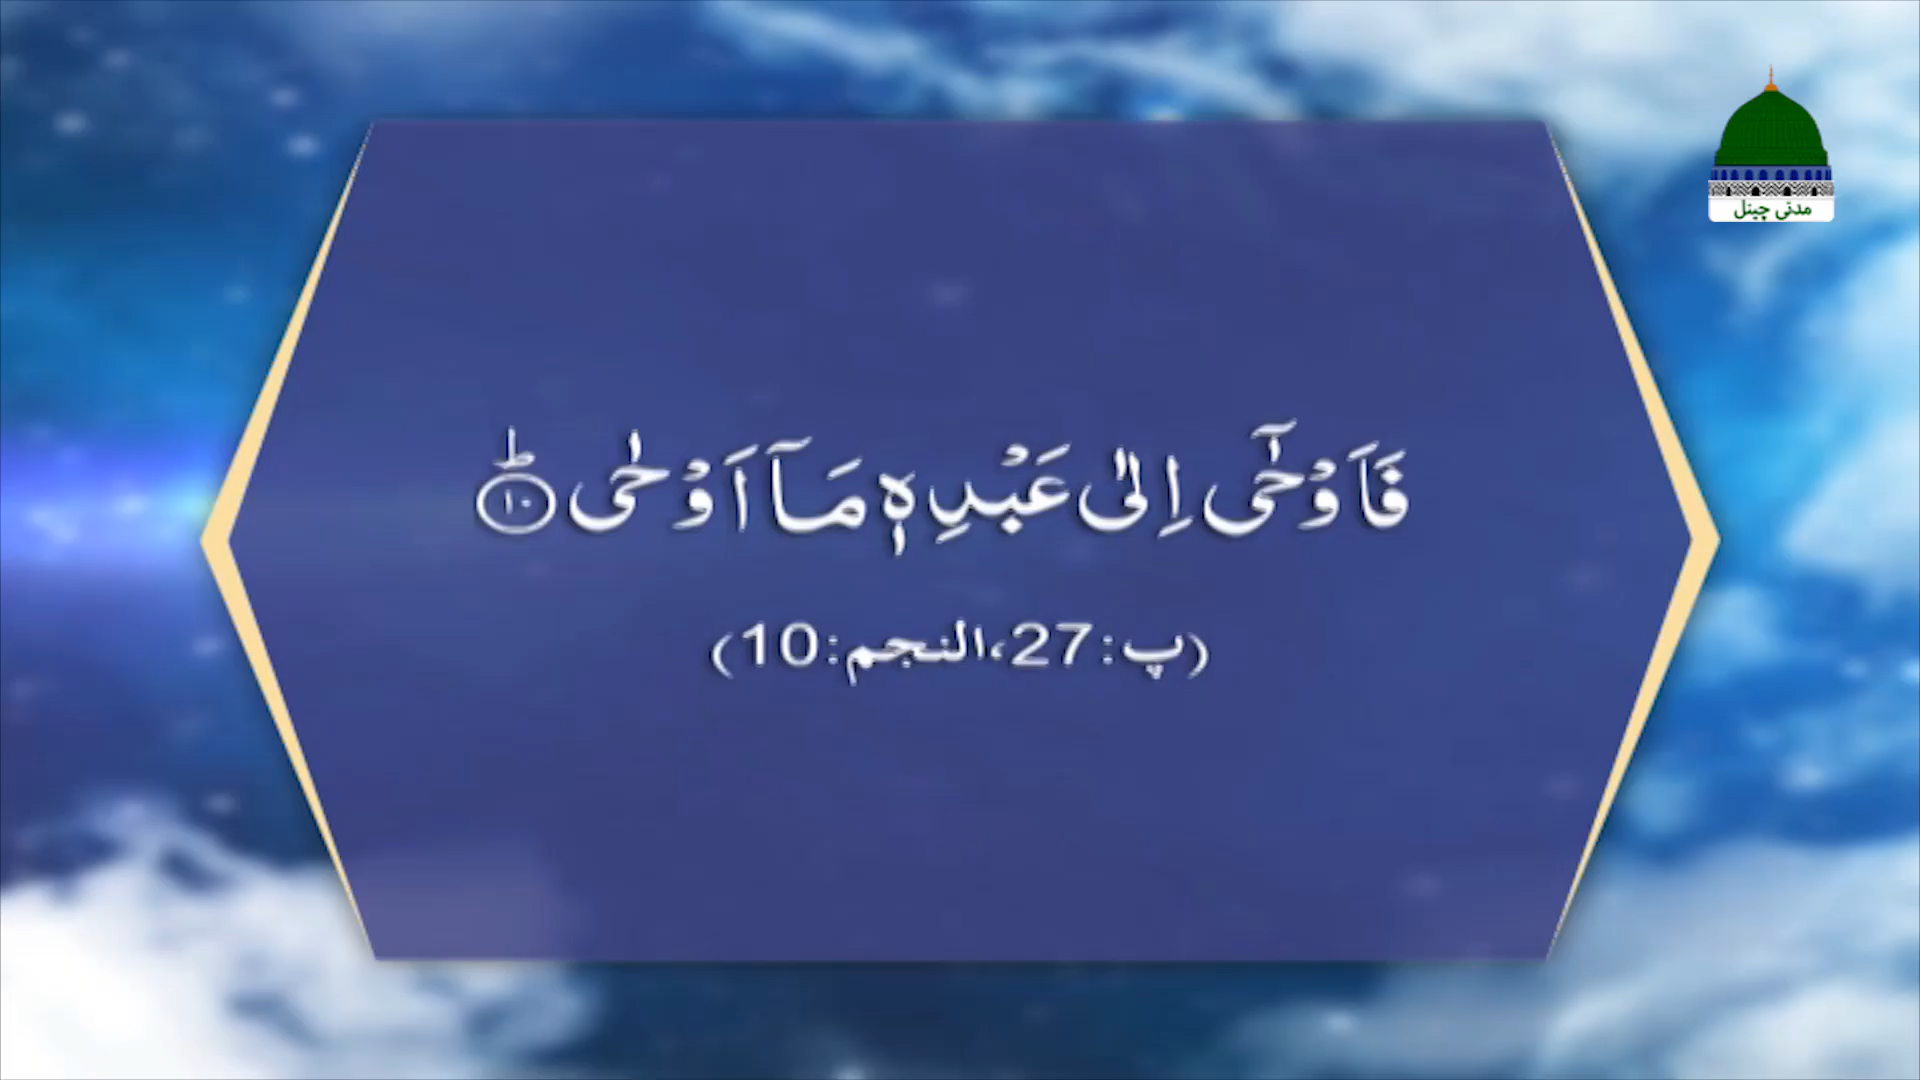 مدنی چینل
فَاَوْحٰۤى اِلٰى عَبْدِهٖ مَاۤ اَوْحٰىؕ۝۱۰
(پ:27،النجم:10)